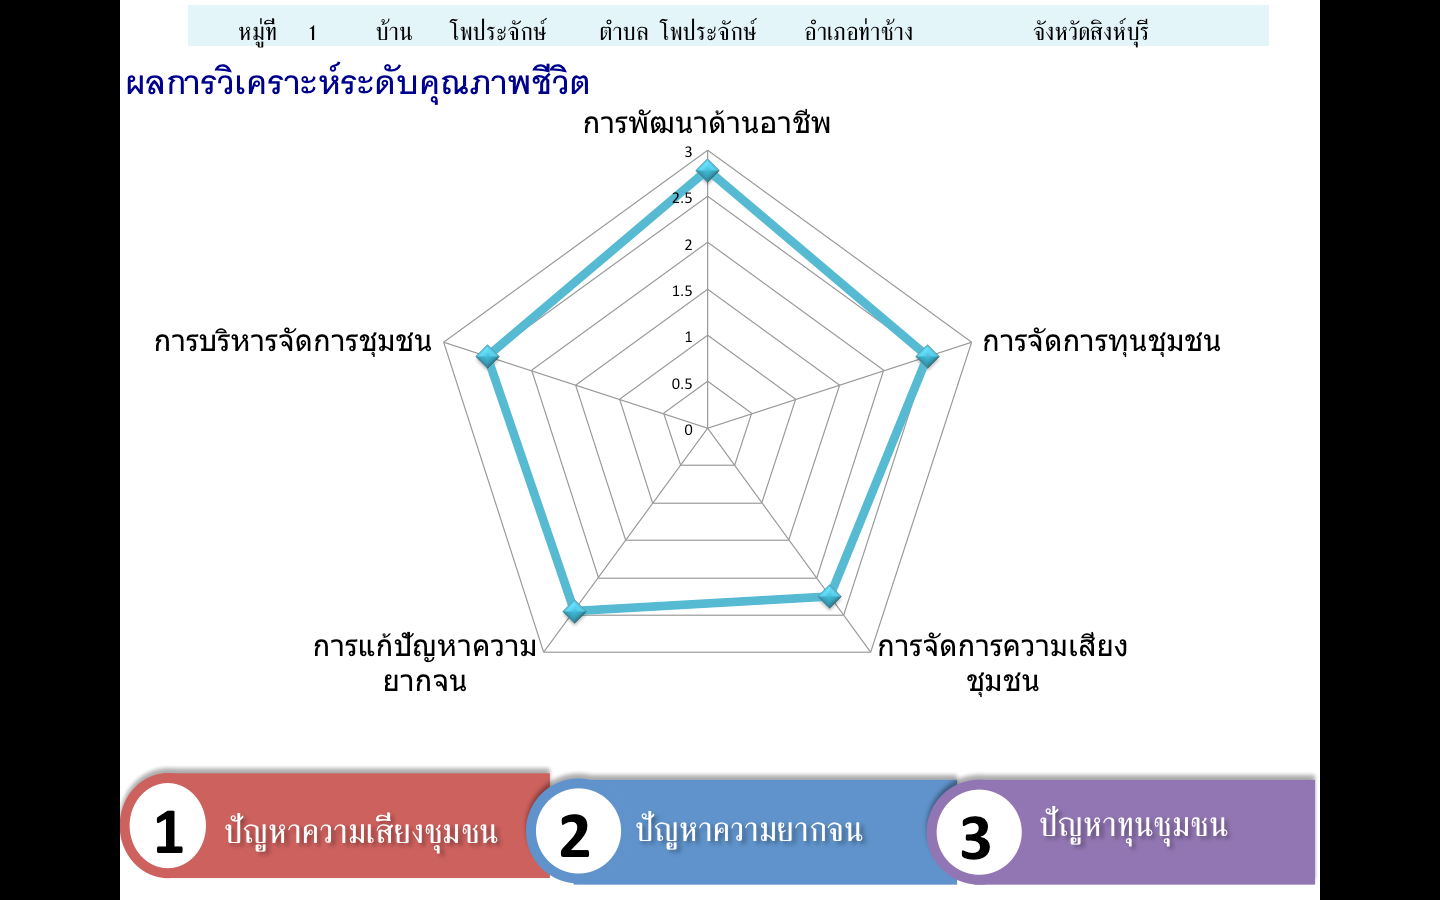 หมู่ที่ 1 บ้าน โพประจักษ์ ตำบล โพประจักษ์ อำเภอท่าช้าง จังหวัดสิงห์บุรี
ผลการวิเคราะห์ระดับคุณภาพชีวิต
การพัฒนาด้านอาชีพ
3
2.5
2
1.5
1
0.5
0
การบริหารจัดการชุมชน
การจัดการทุนชุมชน
การแก้ปัญหาความ
ยากจน
การจัดการความเสี่ยง
ชุมชน
1 ปัญหาความเสี่ยงชุมชน
2 ปัญหาความยากจน
3 ปัญหาทุนชุมชน